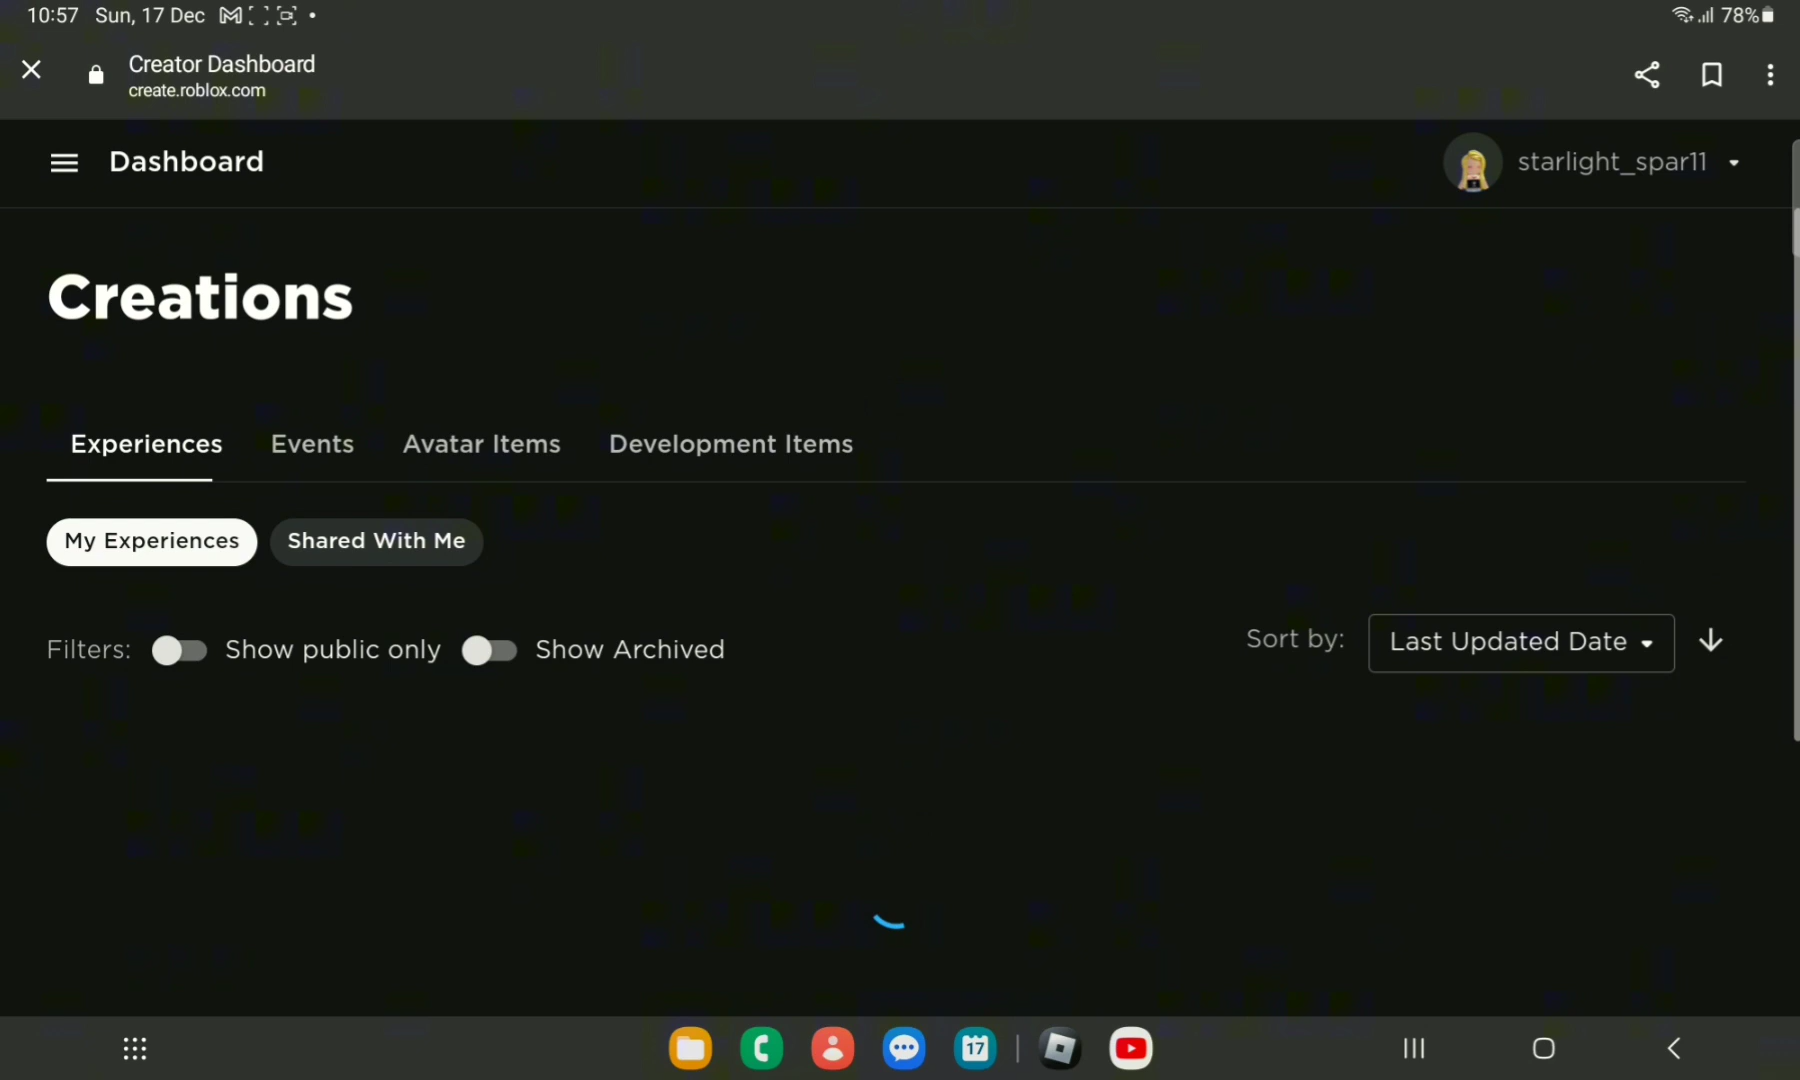 10:57 Sun, 17 Dec
78%
Creator Dashboard
create.roblox.com
Dashboard
starlight_spar11
Creations
Experiences Events Avatar Items Development Items
My Experiences Shared With Me
Filters: Show public only Show Archived
Sort by: Last Updated Date
17